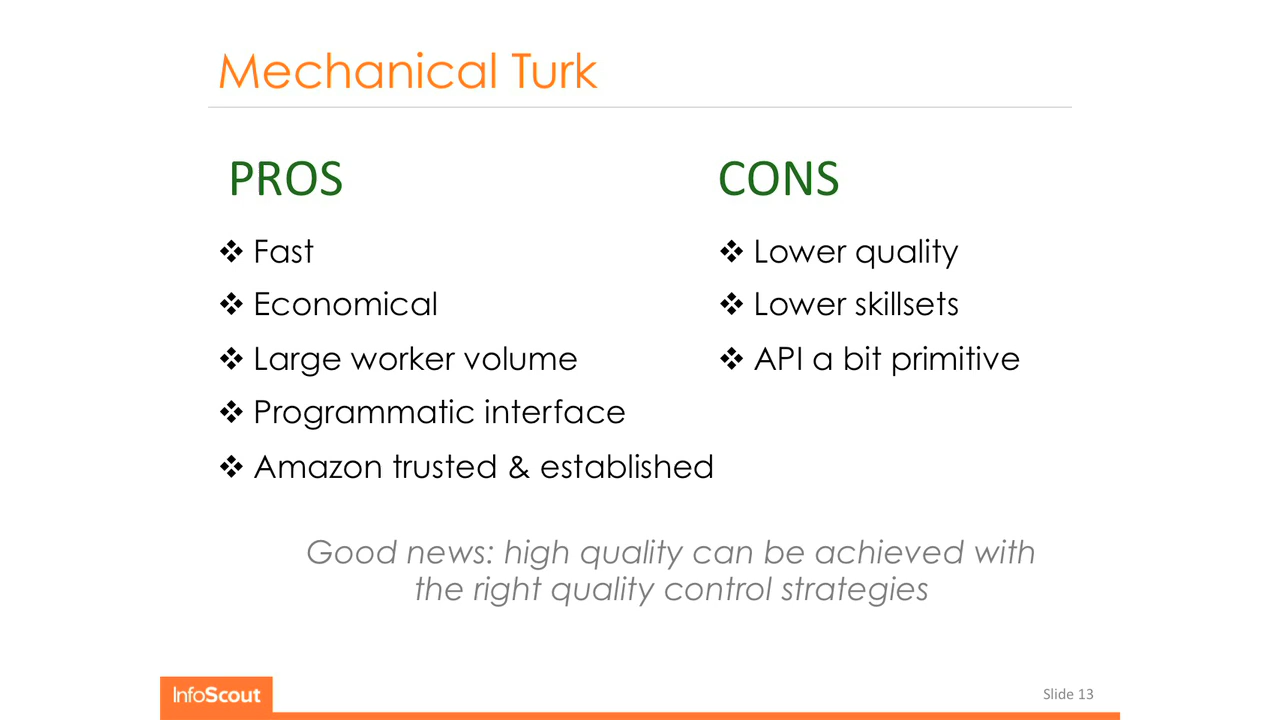 Mechanical Turk
PROS
❖ Fast
❖ Economical
❖ Large worker volume
❖ Programmatic interface
❖ Amazon trusted & established
CONS
❖ Lower quality
❖ Lower skillsets
❖ API a bit primitive
Good news: high quality can be achieved with
the right quality control strategies
InfoScout
Slide 13